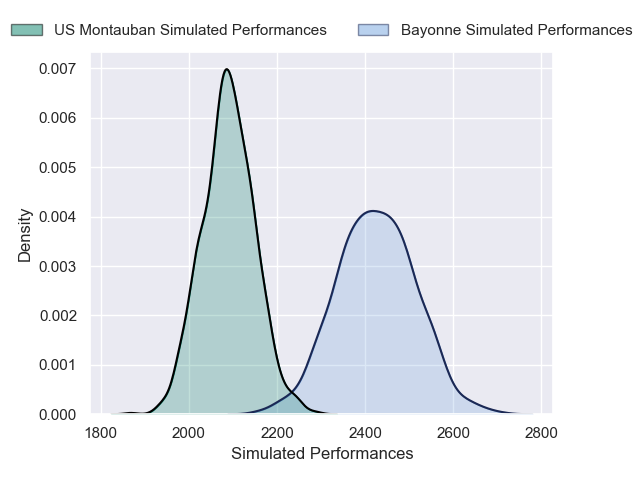 US Montauban Simulated Performances Bayonne Simulated Performances
0.007
0.006
0.005
0.004
0.003
0.002
0.001
0.000
Density
1800 2000 2200 2400 2600 2800
Simulated Performances